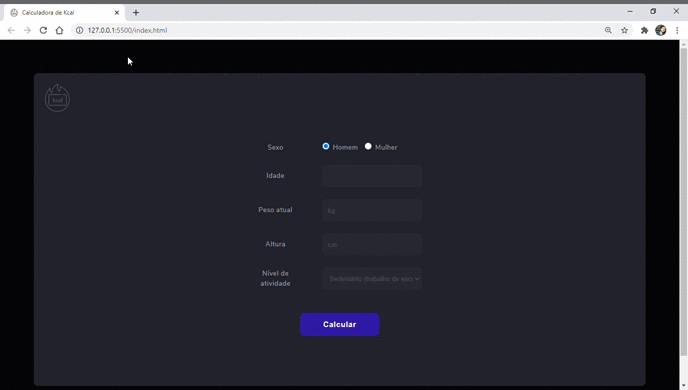 Calculadora de Kcal
127.0.0.1:5500/index.html
kcal
Sexo
Homem Mulher
Idade
Peso atual
kg
Altura
cm
Nível de
atividade
Sedentário (trabalho de escr
Calcular